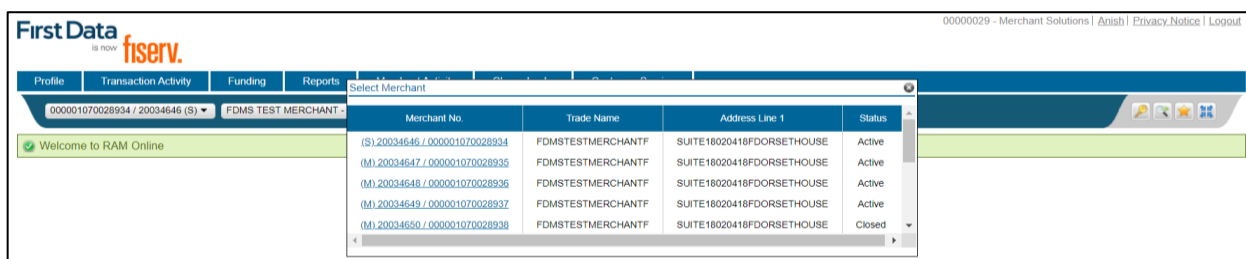 00000029 - Merchant Solutions | Anish | Privacy Notice | Logout
First Data
is now fiserv.
Profile Transaction Activity Funding Reports
Select Merchant
000001070028934 / 20034646 (S) FDMS TEST MERCHANT -
Merchant No. Trade Name Address Line 1 Status
Welcome to RAM Online
(S) 20034646 / 000001070028934 FDMSTESTMERCHANTF SUITE18020418FDORSETHOUSE Active
(M) 20034647 / 000001070028935 FDMSTESTMERCHANTF SUITE18020418FDORSETHOUSE Active
(M) 20034648 / 000001070028936 FDMSTESTMERCHANTF SUITE18020418FDORSETHOUSE Active
(M) 20034649 / 000001070028937 FDMSTESTMERCHANTF SUITE18020418FDORSETHOUSE Active
(M) 20034650 / 000001070028938 FDMSTESTMERCHANTF SUITE18020418FDORSETHOUSE Closed